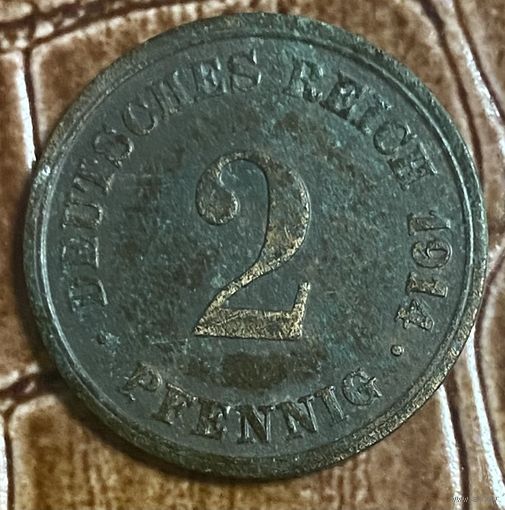 DEUTSCHES REICH 1914
2
· PFENNIG ·